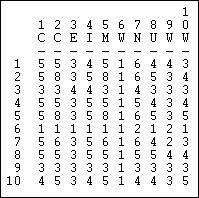 1
1 2 3 4 5 6 7 8 9 0
C C E I M W N U W W
_ _ _ _ _ _ _ _ _ _
1 5 5 3 4 5 1 6 4 4 3
2 5 8 3 5 8 1 6 5 3 4
3 3 3 4 4 3 1 5 4 3 3
4 5 5 3 5 5 1 5 4 3 4
5 5 8 3 5 8 1 6 5 3 5
6 1 1 1 1 1 1 2 1 2 1
7 5 6 3 5 6 1 6 4 2 3
8 5 5 3 5 5 1 5 5 4 4
9 3 5 3 4 5 1 4 4 3 3
10 4 5 3 4 5 1 4 4 3 5